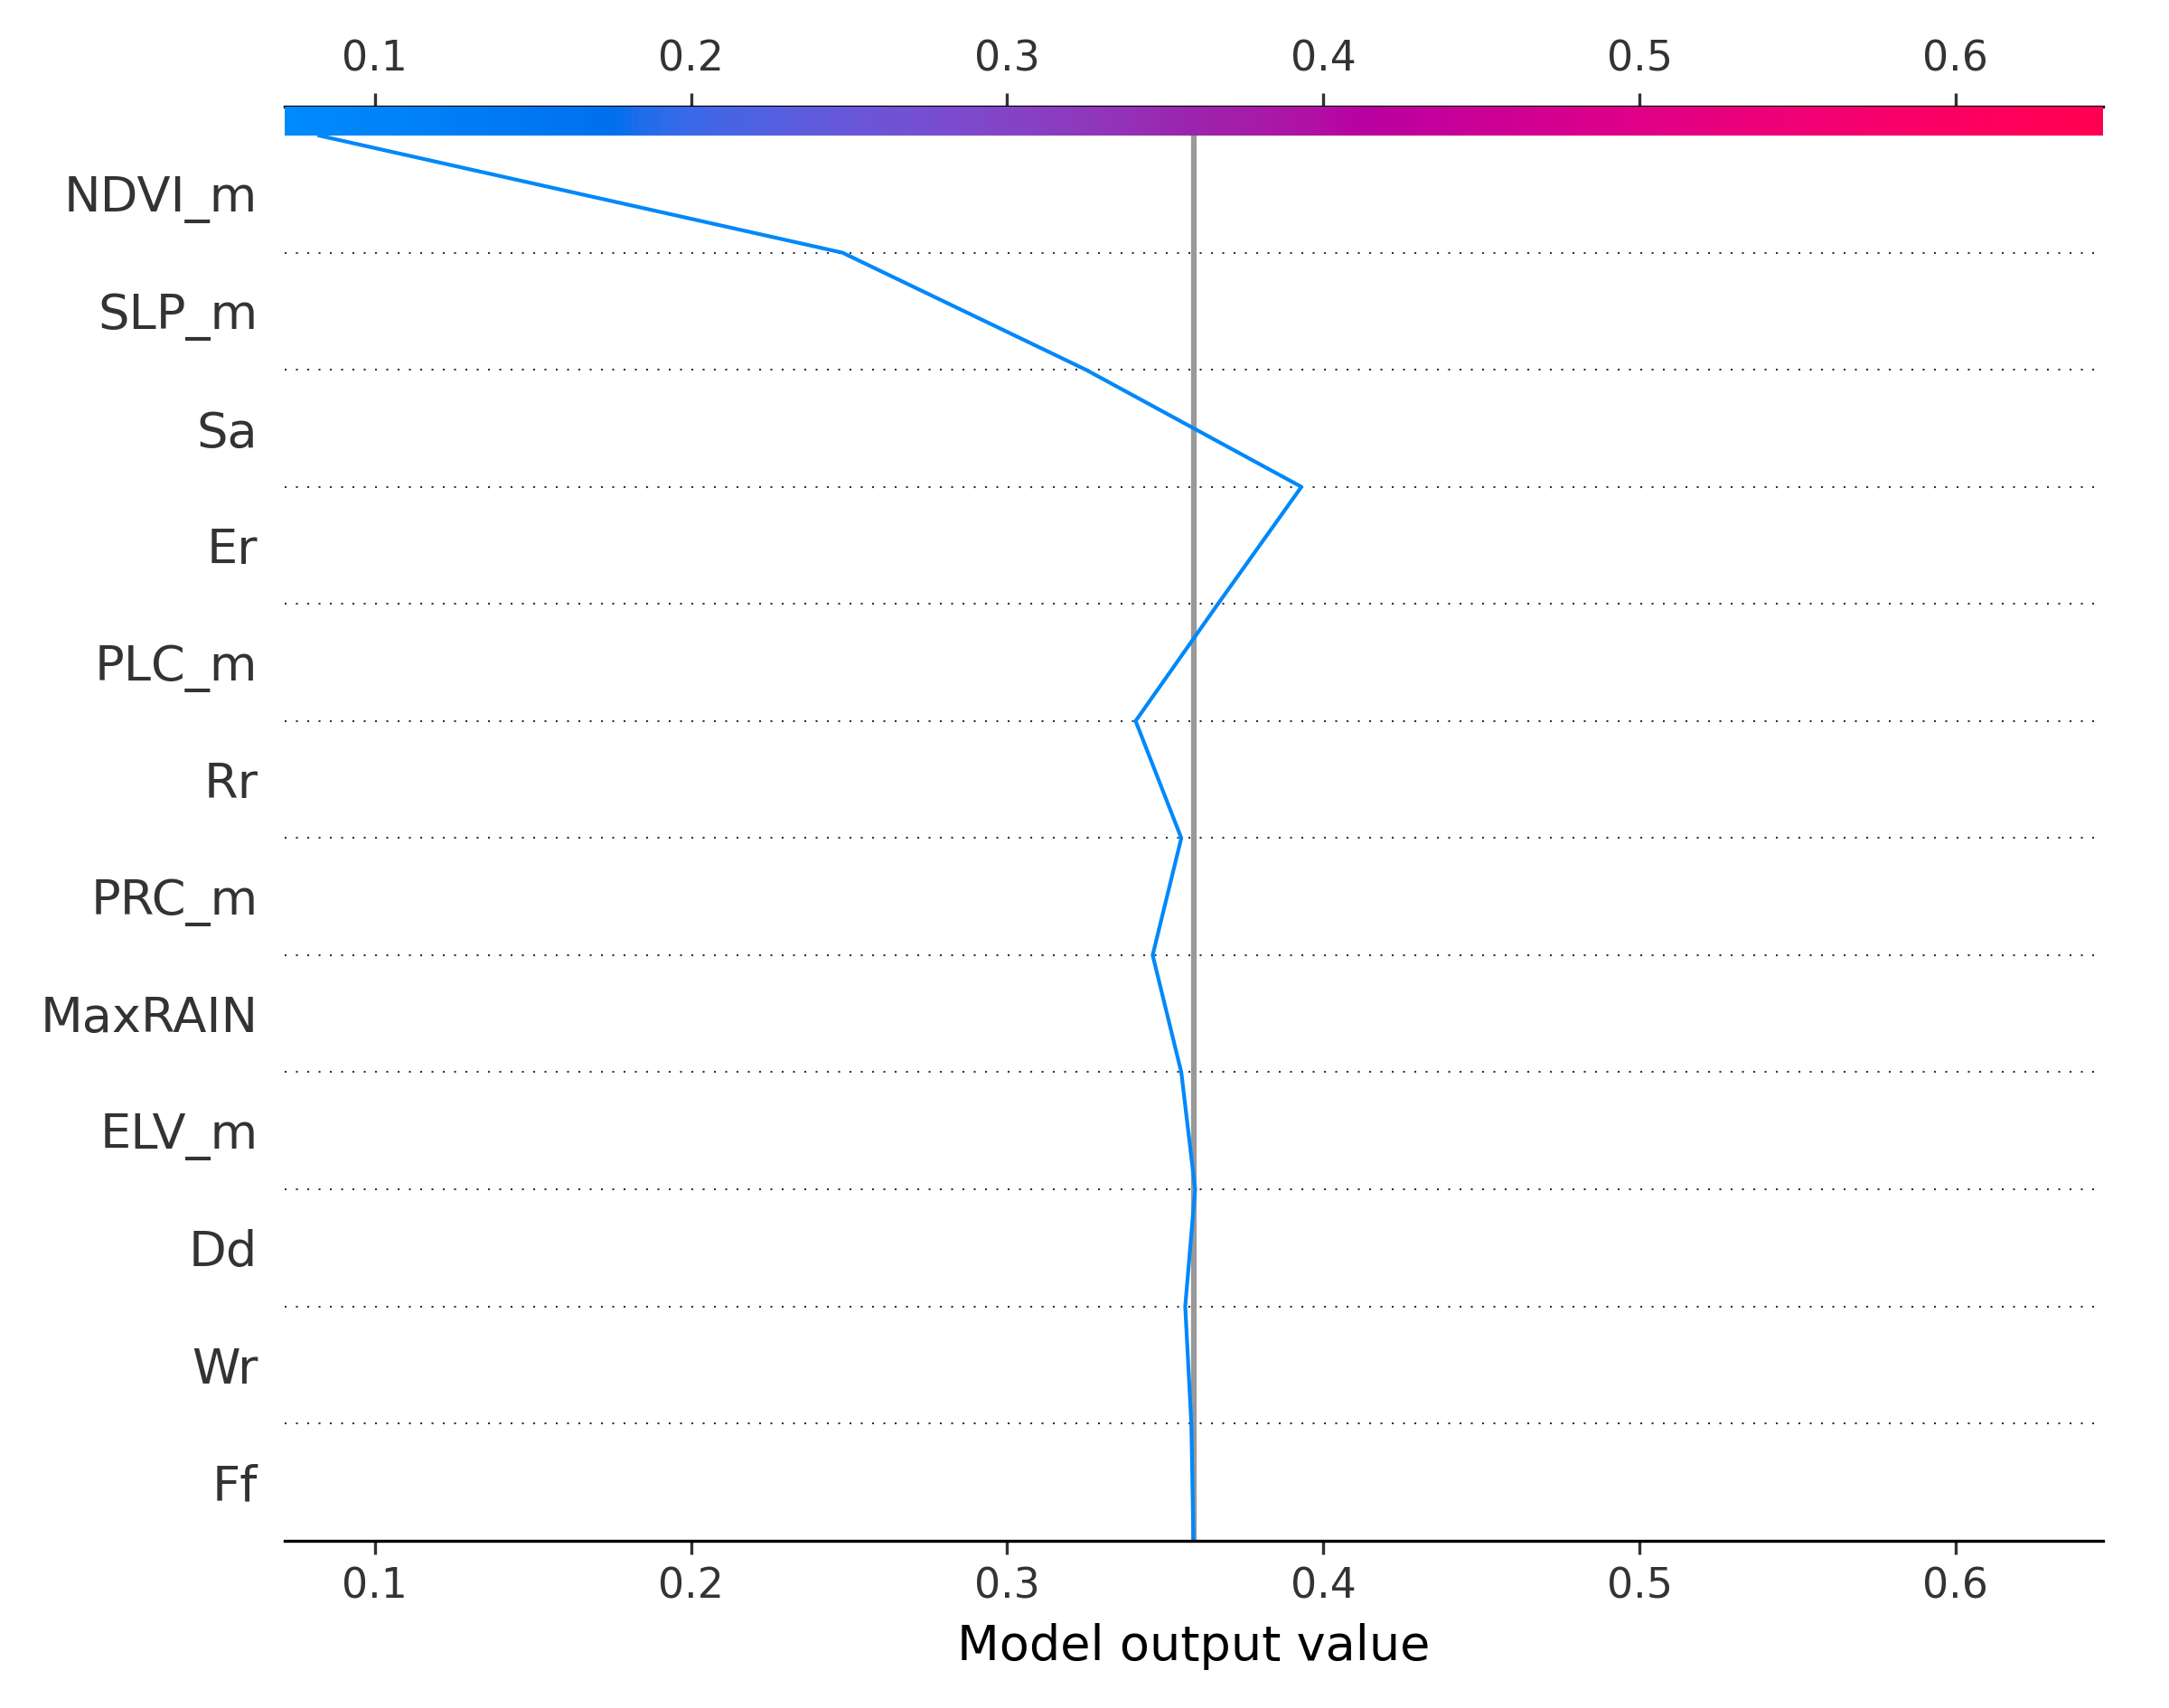 0.1 0.2 0.3 0.4 0.5 0.6
NDVI_m
SLP_m
Sa
Er
PLC_m
Rr
PRC_m
MaxRAIN
ELV_m
Dd
Wr
Ff
0.1 0.2 0.3 0.4 0.5 0.6
Model output value